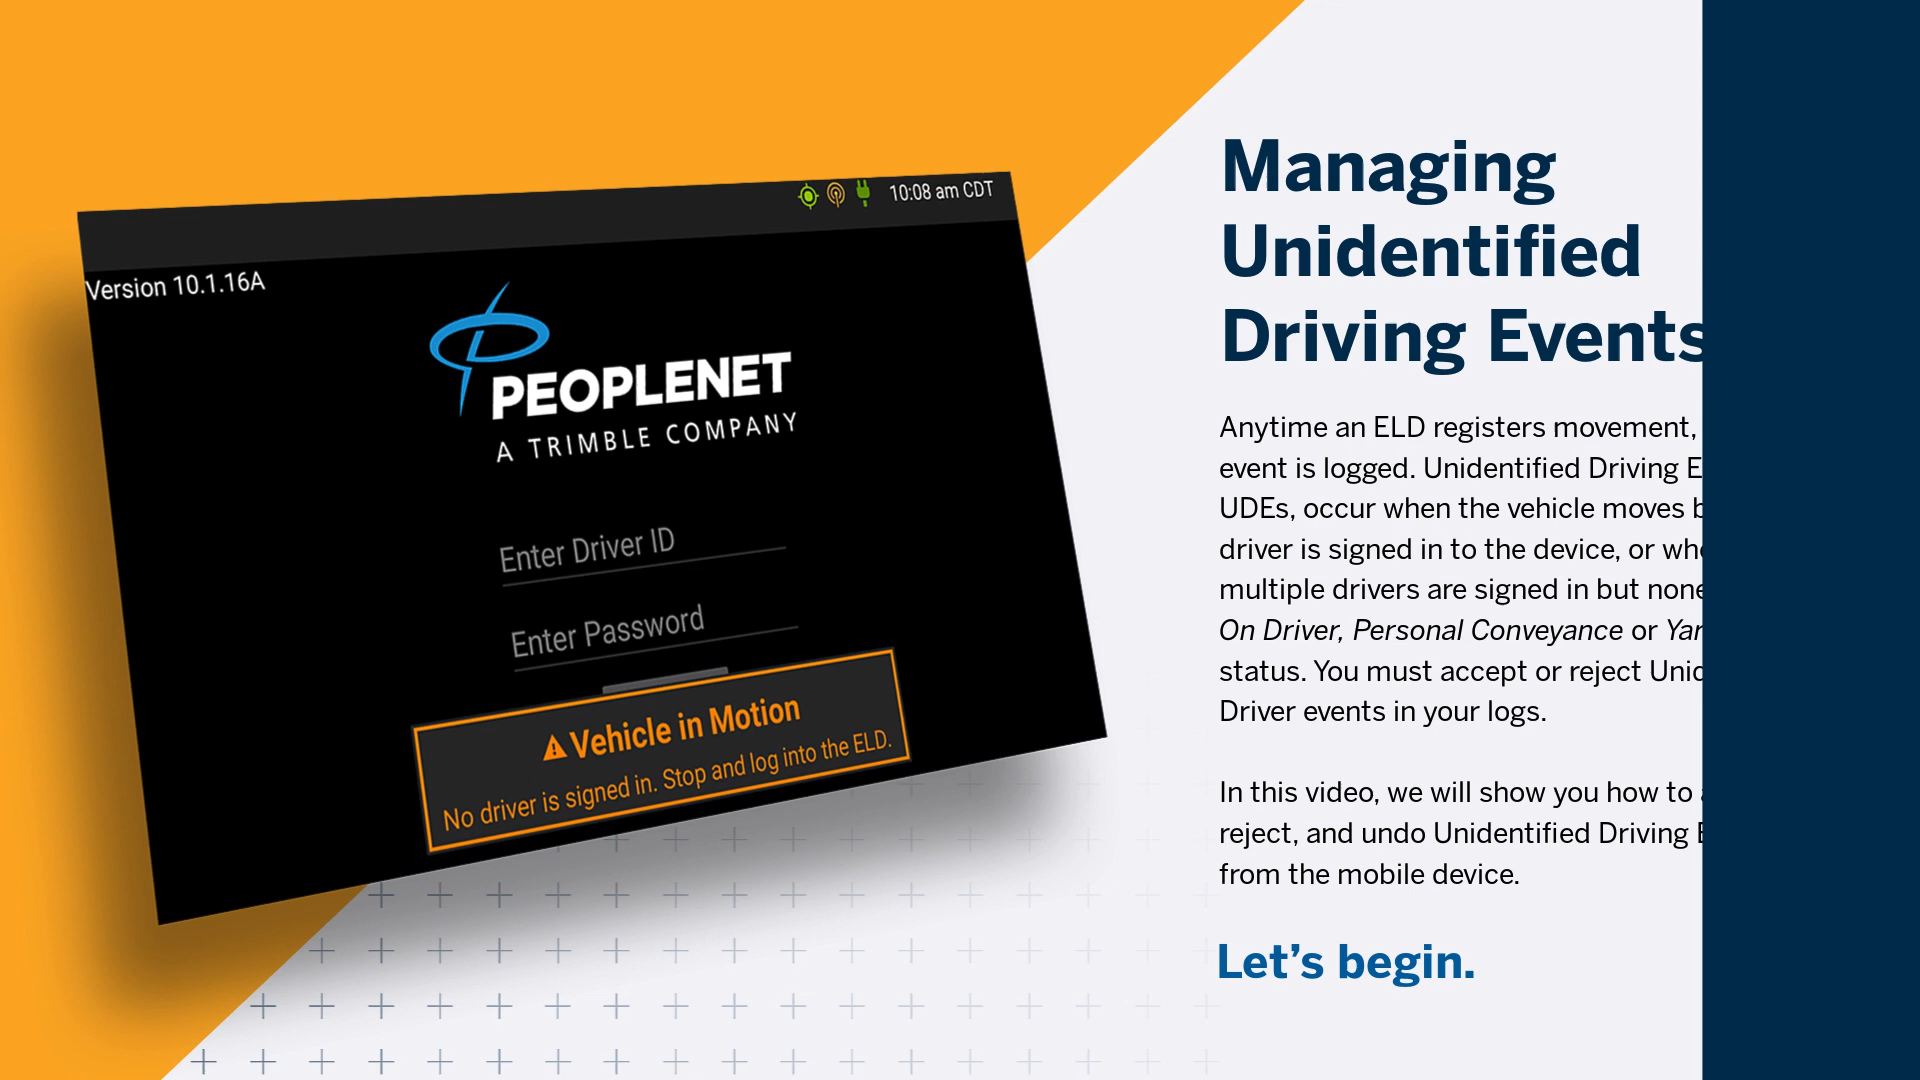 10:08 am CDT
Version 10.1.16A
PEOPLENET
A TRIMBLE COMPANY
Enter Driver ID
Enter Password
Vehicle in Motion
No driver is signed in. Stop and log into the ELD.
Managing
Unidentified
Driving Events
Anytime an ELD registers movement,
event is logged. Unidentified Driving
UDEs, occur when the vehicle moves
driver is signed in to the device, or
multiple drivers are signed in but none
On Driver, Personal Conveyance or
status. You must accept or reject
Driver events in your logs.
In this video, we will show you how to
reject, and undo Unidentified Driving
from the mobile device.
Let’s begin.